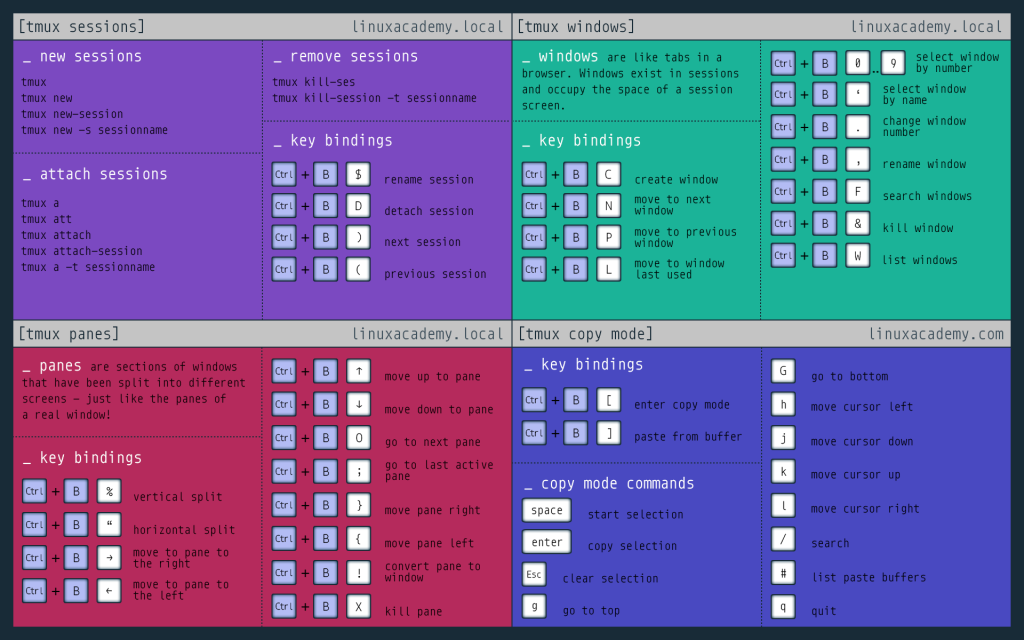 [tmux sessions] linuxacademy.local
_ new sessions
tmux
tmux new
tmux new-session
tmux new -s sessionname
_ attach sessions
tmux a
tmux att
tmux attach
tmux attach-session
tmux a -t sessionname
_ remove sessions
tmux kill-ses
tmux kill-session -t sessionname
_ key bindings
Ctrl + B $ rename session
Ctrl + B D detach session
Ctrl + B ) next session
Ctrl + B ( previous session
[tmux windows] linuxacademy.local
_ windows are like tabs in a
browser. Windows exist in sessions
and occupy the space of a session
screen.
_ key bindings
Ctrl + B C create window
Ctrl + B N move to next
window
Ctrl + B P move to previous
window
Ctrl + B L move to window
last used
Ctrl + B 0 .. 9 select window
by number
Ctrl + B ‘ select window
by name
Ctrl + B . change window
number
Ctrl + B , rename window
Ctrl + B F search windows
Ctrl + B & kill window
Ctrl + B W list windows
[tmux panes] linuxacademy.local
_ panes are sections of windows
that have been split into different
screens – just like the panes of
a real window!
_ key bindings
Ctrl + B % vertical split
Ctrl + B “ horizontal split
Ctrl + B → move to pane to
the right
Ctrl + B ← move to pane to
the left
Ctrl + B ↑ move up to pane
Ctrl + B ↓ move down to pane
Ctrl + B O go to next pane
Ctrl + B ; go to last active
pane
Ctrl + B } move pane right
Ctrl + B { move pane left
Ctrl + B ! convert pane to
window
Ctrl + B X kill pane
[tmux copy mode] linuxacademy.com
_ key bindings
Ctrl + B [ enter copy mode
Ctrl + B ] paste from buffer
_ copy mode commands
space start selection
enter copy selection
Esc clear selection
g go to top
G go to bottom
h move cursor left
j move cursor down
k move cursor up
l move cursor right
/ search
# list paste buffers
q quit